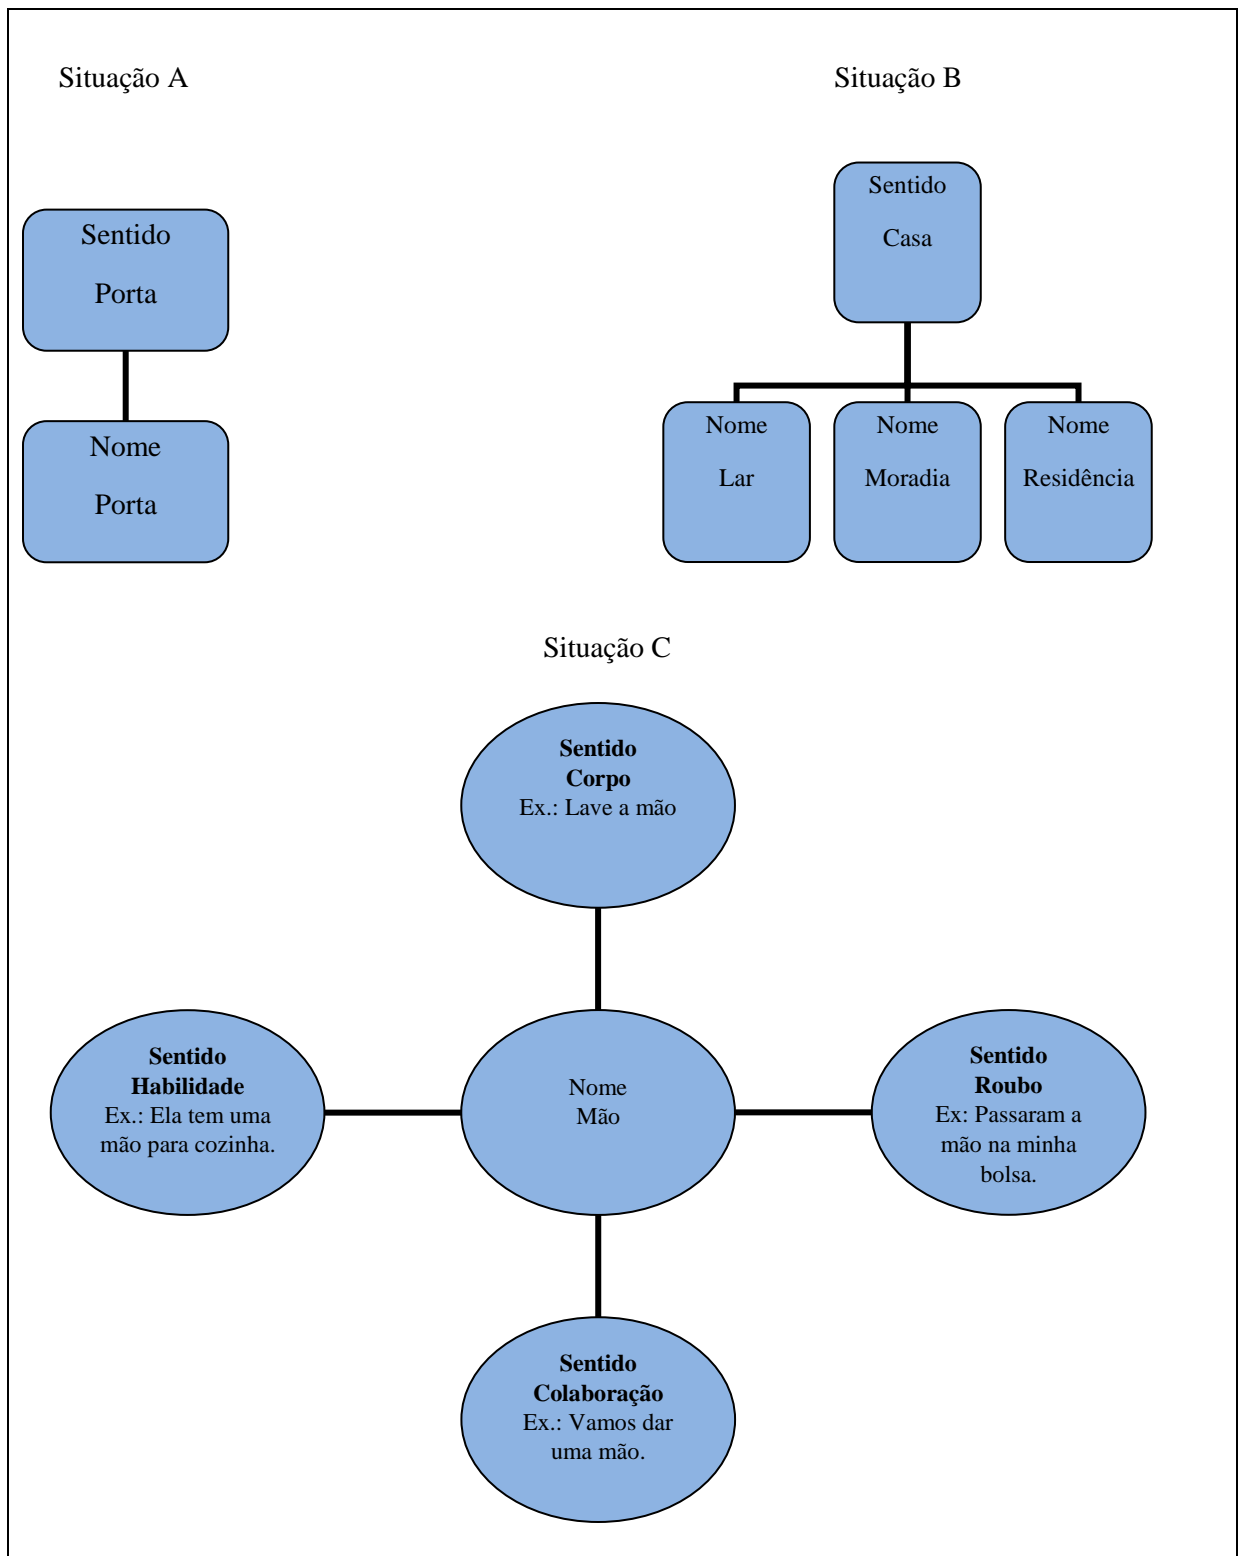 Situação A
Situação B
Sentido
Porta
Nome
Porta
Sentido
Casa
Nome
Lar
Nome
Moradia
Nome
Residência
Situação C
Sentido
Corpo
Ex.: Lave a mão
Sentido
Habilidade
Ex.: Ela tem uma
mão para cozinha.
Nome
Mão
Sentido
Roubo
Ex: Passaram a
mão na minha
bolsa.
Sentido
Colaboração
Ex.: Vamos dar
uma mão.